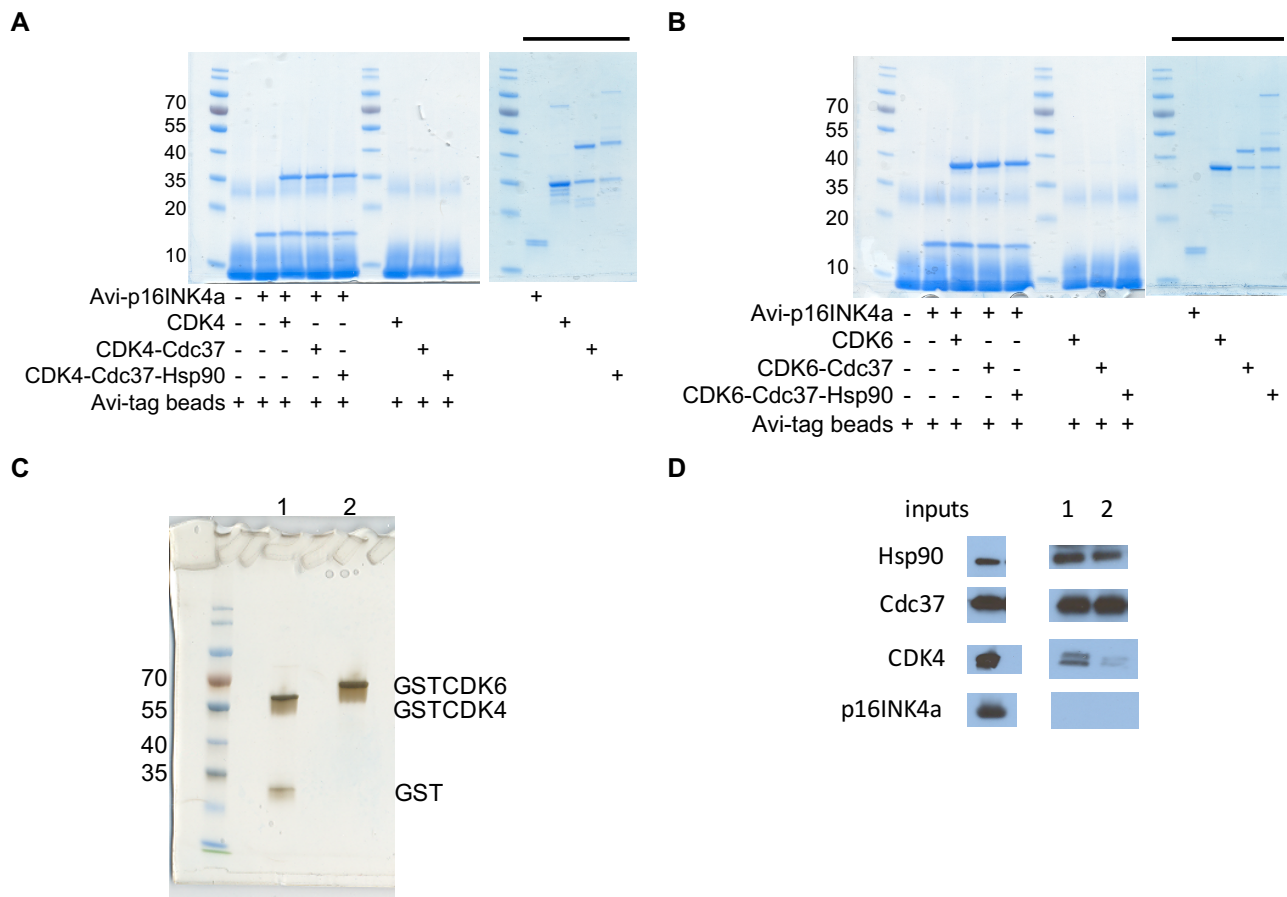 A
70
55
40
35
20
10
Avi-p16INK4a - + + + + +
CDK4 - - + - - + +
CDK4-Cdc37 - - - + - + +
CDK4-Cdc37-Hsp90 - - - - + + +
Avi-tag beads + + + + + + + +
B
70
55
40
35
20
10
Avi-p16INK4a - + + + + +
CDK6 - - + - - + +
CDK6-Cdc37 - - - + - + +
CDK6-Cdc37-Hsp90 - - - - + + +
Avi-tag beads + + + + + + + +
C
1 2
70
55
40
35
GSTCDK6
GSTCDK4
GST
D
inputs 1 2
Hsp90
Cdc37
CDK4
p16INK4a